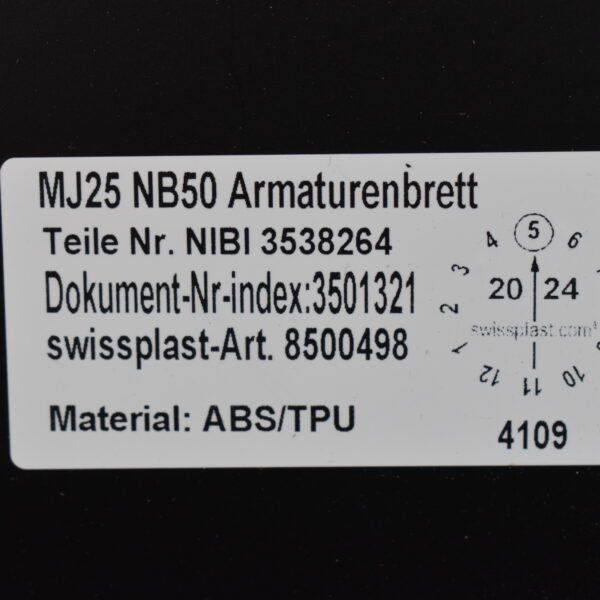 MJ25 NB50 Armaturenbrett
Teile Nr. NIBI 3538264
Dokument-Nr-index:3501321
swissplast-Art. 8500498
Material: ABS/TPU
4 5 6
3
20 24
2
swissplast.com
1
12 11 10
4109